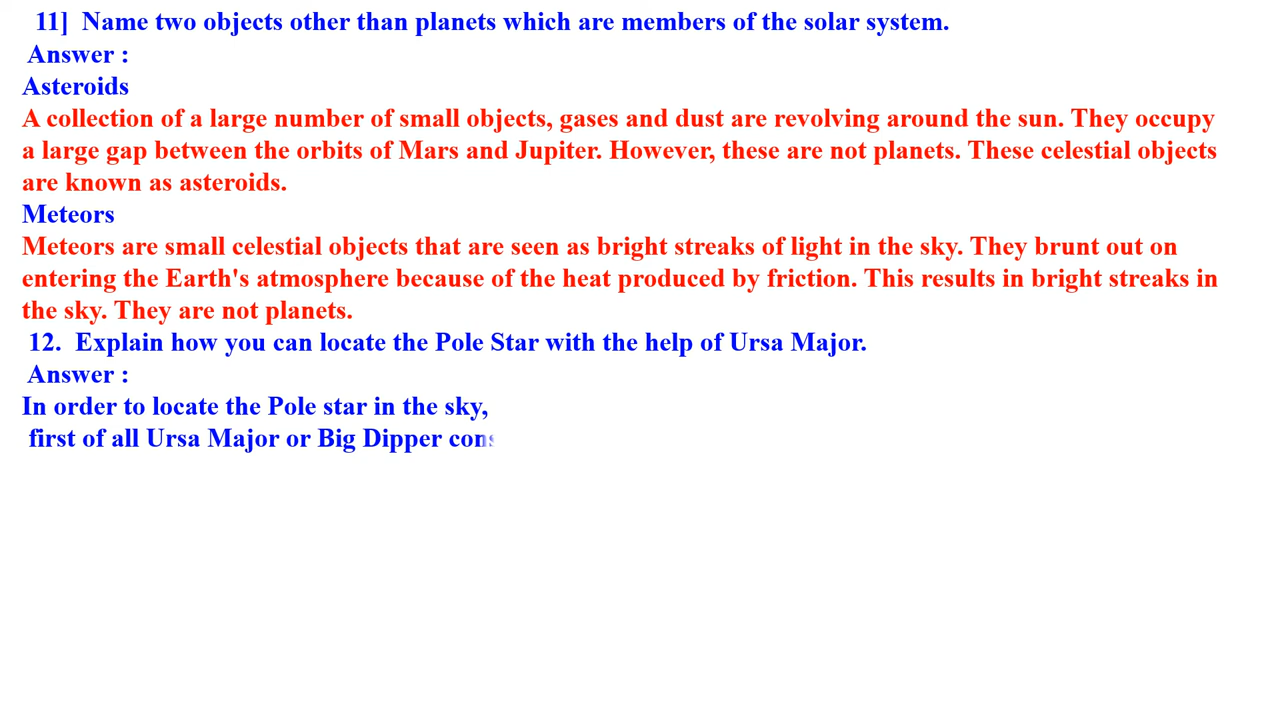 11] Name two objects other than planets which are members of the solar system.
Answer :
Asteroids
A collection of a large number of small objects, gases and dust are revolving around the sun. They occupy
a large gap between the orbits of Mars and Jupiter. However, these are not planets. These celestial objects
are known as asteroids.
Meteors
Meteors are small celestial objects that are seen as bright streaks of light in the sky. They brunt out on
entering the Earth's atmosphere because of the heat produced by friction. This results in bright streaks in
the sky. They are not planets.
12. Explain how you can locate the Pole Star with the help of Ursa Major.
Answer :
In order to locate the Pole star in the sky,
first of all Ursa Major or Big Dipper